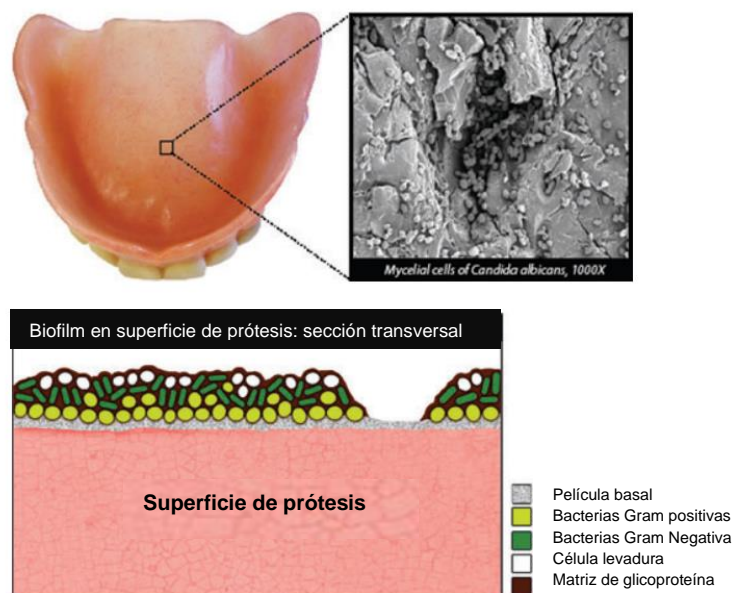 Mycelial cells of Candida albicans, 1000X
Biofilm en superficie de prótesis: sección transversal
Superficie de prótesis
Película basal
Bacterias Gram positivas
Bacterias Gram Negativa
Célula levadura
Matriz de glicoproteína